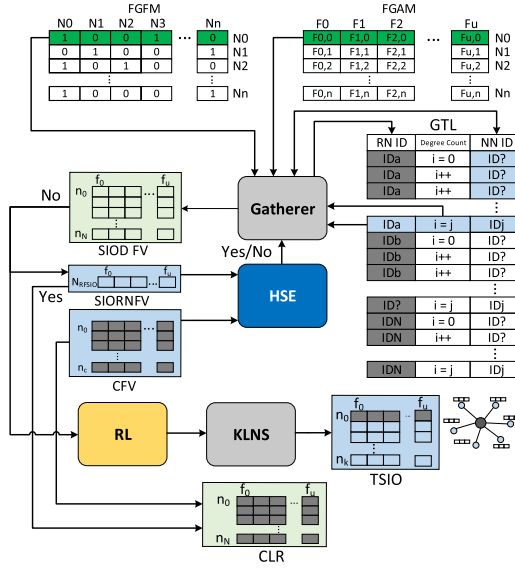 FGFM
N0 N1 N2 N3 Nn
1 0 0 1 ... 0 N0
0 1 0 0 0 N1
1 0 1 0 0 N2
1 0 0 0 0 Nn
FGAM
F0 F1 F2 Fu
F0,0 F1,0 F2,0 ... Fu,0 N0
F0,1 F1,1 F2,1 Fu,1 N1
F0,2 F1,2 F2,2 Fu,2 N2
F0,n F1,n F2,n Fu,n Nn
GTL
RN ID Degree Count NN ID
IDa i = 0 ID?
IDa i++ ID?
IDa i++ ID?
IDa i = j IDj
IDb i = 0 ID?
IDb i++ ID?
IDb i++ ID?
ID? i = j IDj
IDN i = 0 ID?
i++ ID?
IDN i = j IDj
No
f0 fu
n0
...
nN
SIOD FV
Gatherer
Yes/No
Yes
f0 fu
NRFSIO ...
SIORNFV
HSE
n0 ...
nc
CFV
RL
KLNS
f0 fu
n0 ...
nk
TSIO
f0 fu
n0 ...
nN
CLR